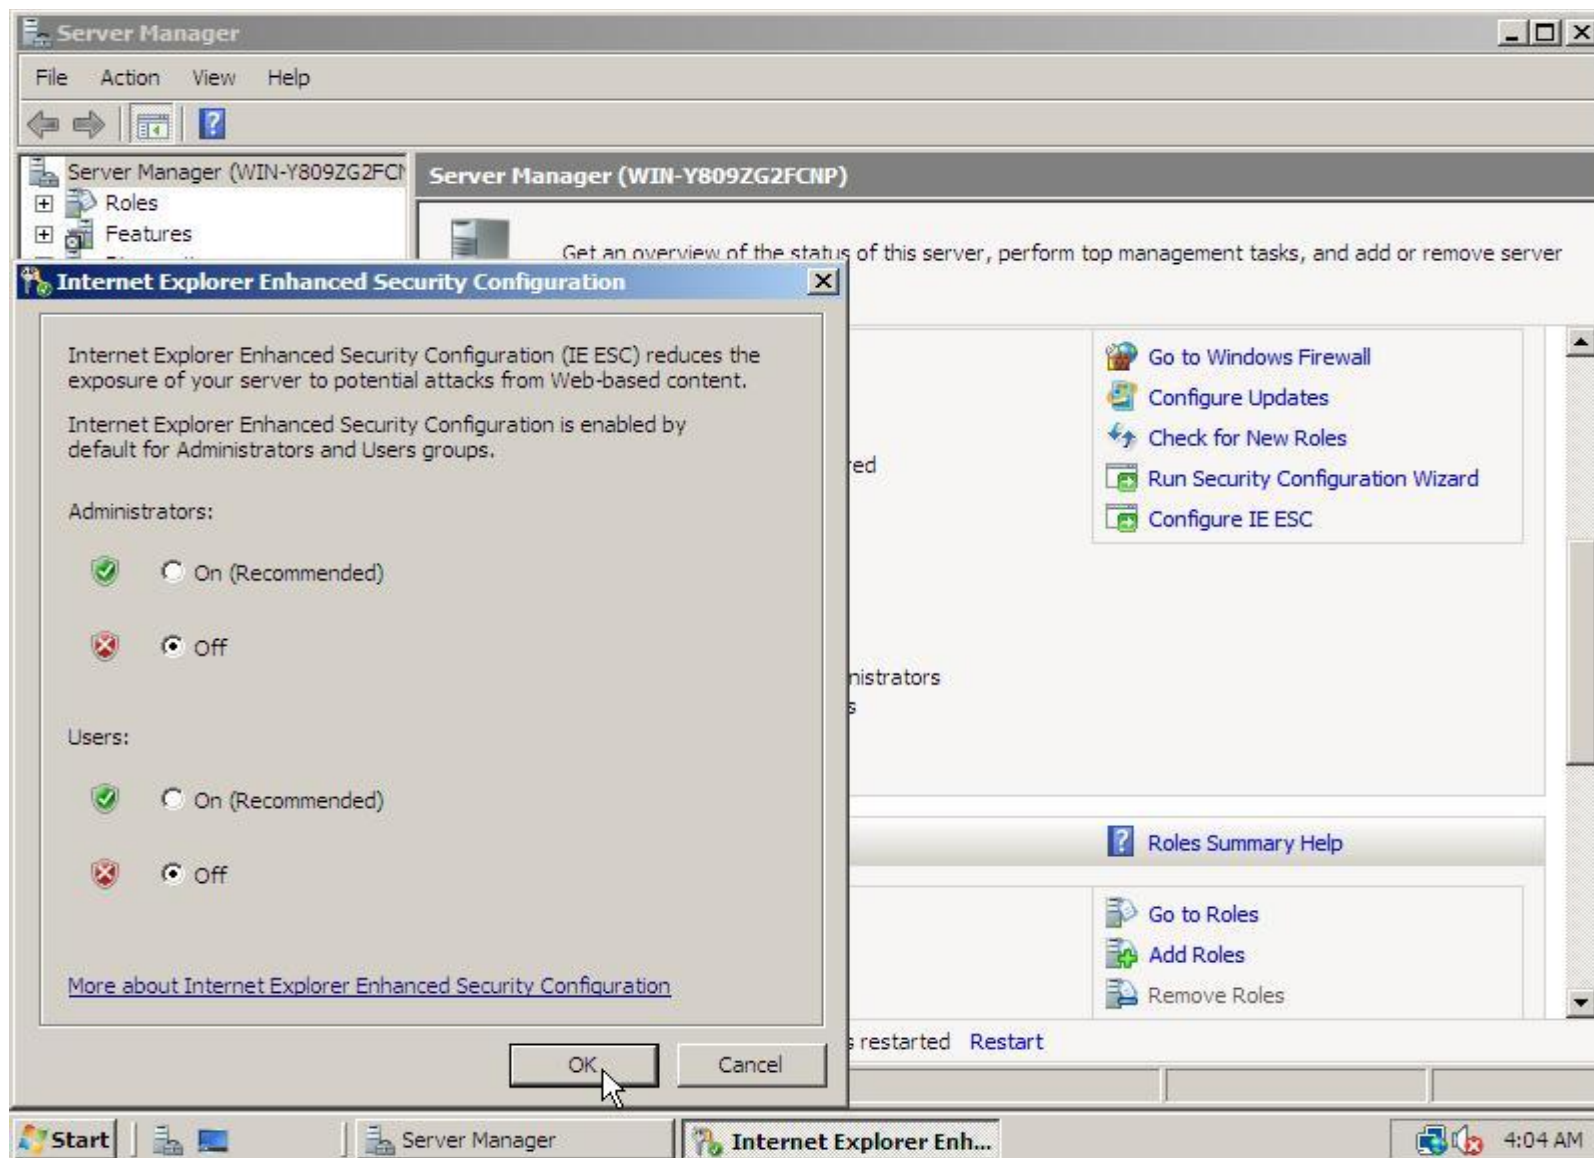 Server Manager
File Action View Help
Server Manager (WIN-Y809ZG2FCN
Roles
Features
Server Manager (WIN-Y809ZG2FCNP)
Get an overview of the status of this server, perform top management tasks, and add or remove server
Internet Explorer Enhanced Security Configuration
Internet Explorer Enhanced Security Configuration (IE ESC) reduces the
exposure of your server to potential attacks from Web-based content.
Internet Explorer Enhanced Security Configuration is enabled by
default for Administrators and Users groups.
Administrators:
On (Recommended)
Off
Users:
On (Recommended)
Off
More about Internet Explorer Enhanced Security Configuration
OK Cancel
Go to Windows Firewall
Configure Updates
Check for New Roles
red
Run Security Configuration Wizard
Configure IE ESC
nistrators
s
Roles Summary Help
Go to Roles
Add Roles
Remove Roles
s restarted Restart
Start
Server Manager
Internet Explorer Enh...
4:04 AM